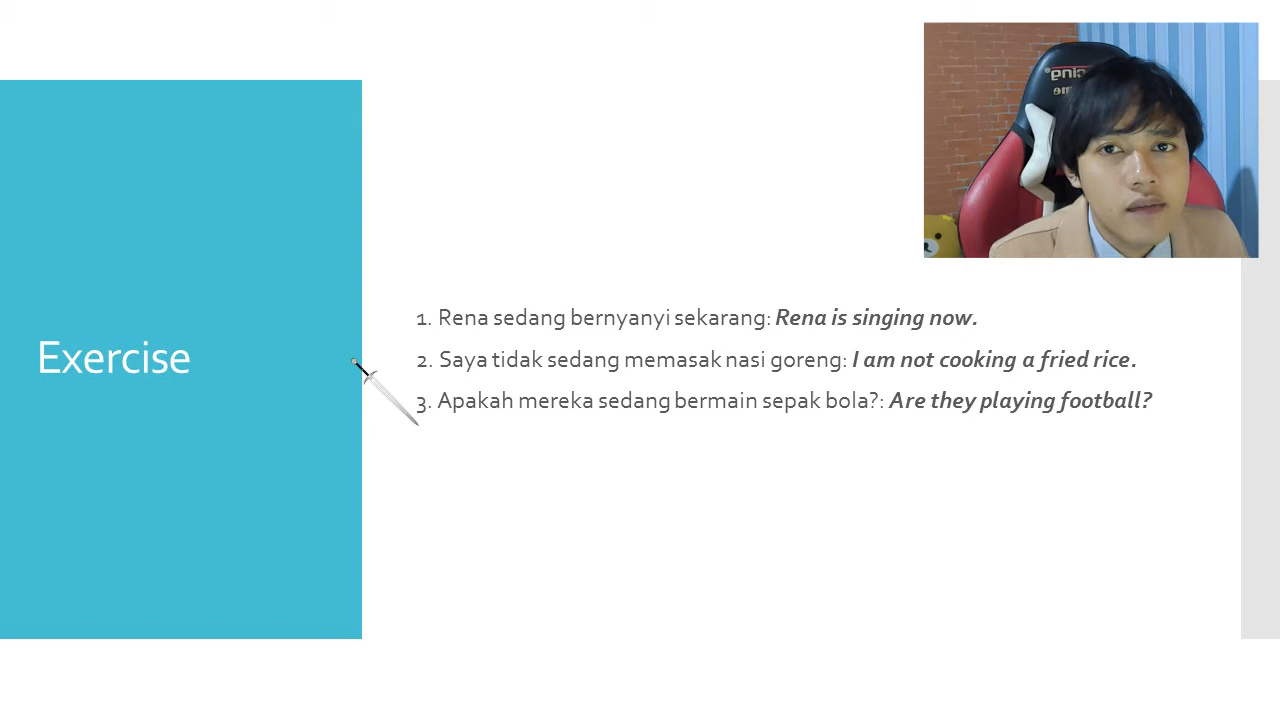 Exercise
1. Rena sedang bernyanyi sekarang: Rena is singing now.
2. Saya tidak sedang memasak nasi goreng: I am not cooking a fried rice.
3. Apakah mereka sedang bermain sepak bola?: Are they playing football?